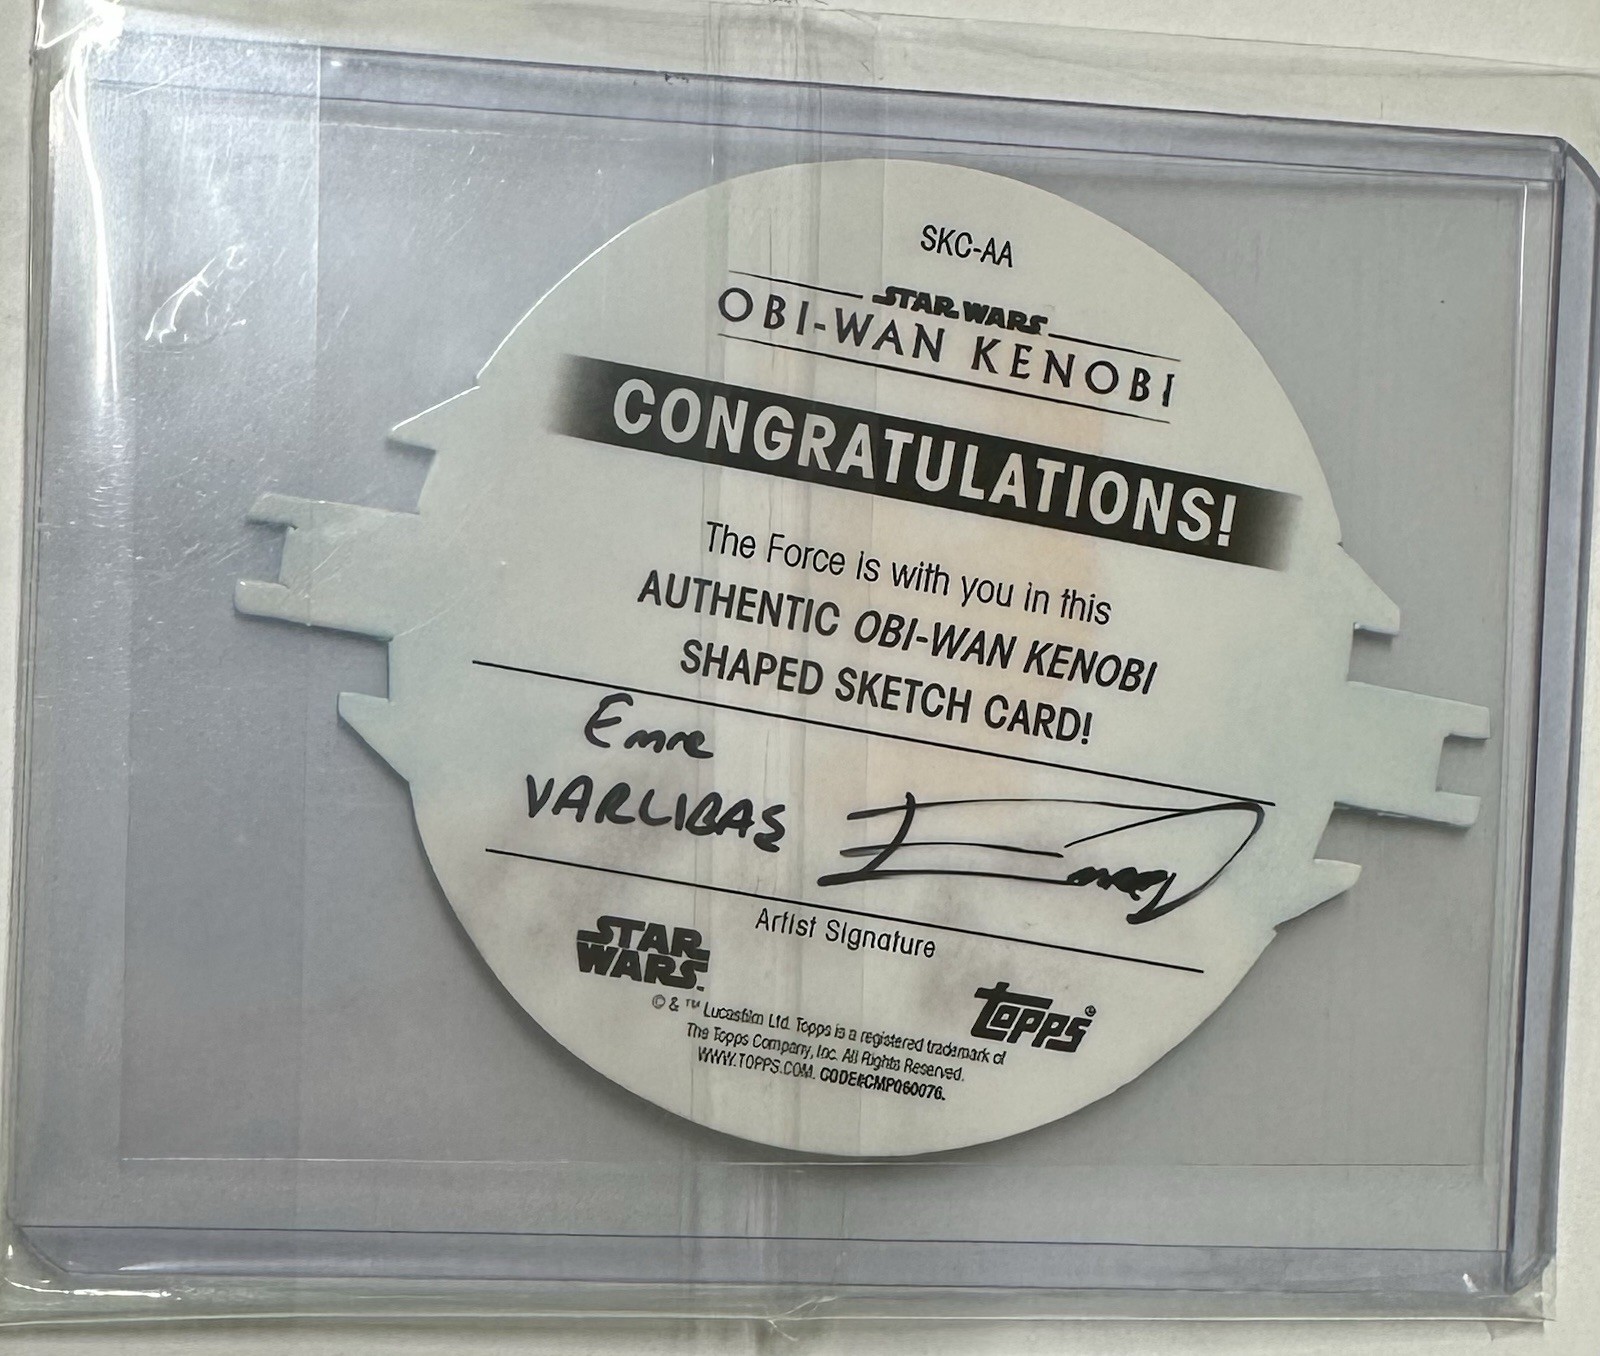 SKC-AA
STAR WARS
OBI-WAN KENOBI
CONGRATULATIONS!
The Force is with you in this
AUTHENTIC OBI-WAN KENOBI
SHAPED SKETCH CARD!
Emre
VARLIBAS
Artist Signature
STAR
WARS.
TOPPS®
© & ™ Lucasfilm Ltd. Topps is a registered trademark of
The Topps Company, Inc. All Rights Reserved.
WWW.TOPPS.COM. CODE#CMP060076.